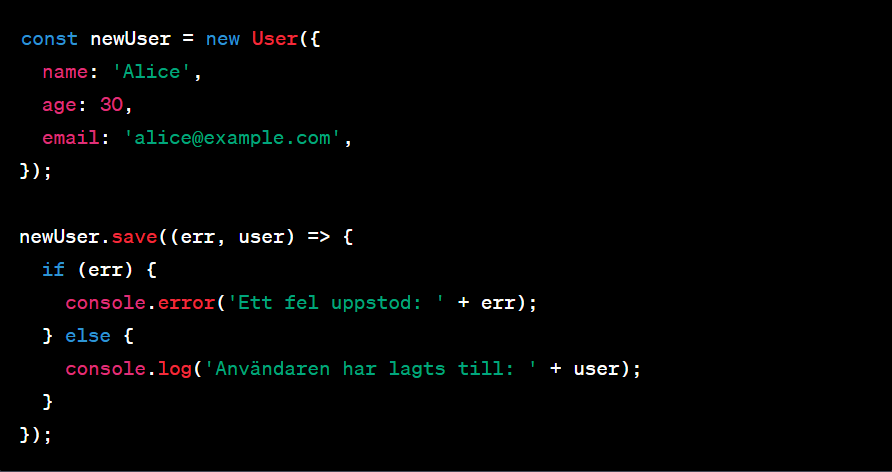 const newUser = new User({
  name: 'Alice',
  age: 30,
  email: 'alice@example.com',
});

newUser.save((err, user) => {
  if (err) {
    console.error('Ett fel uppstod: ' + err);
  } else {
    console.log('Användaren har lagts till: ' + user);
  }
});